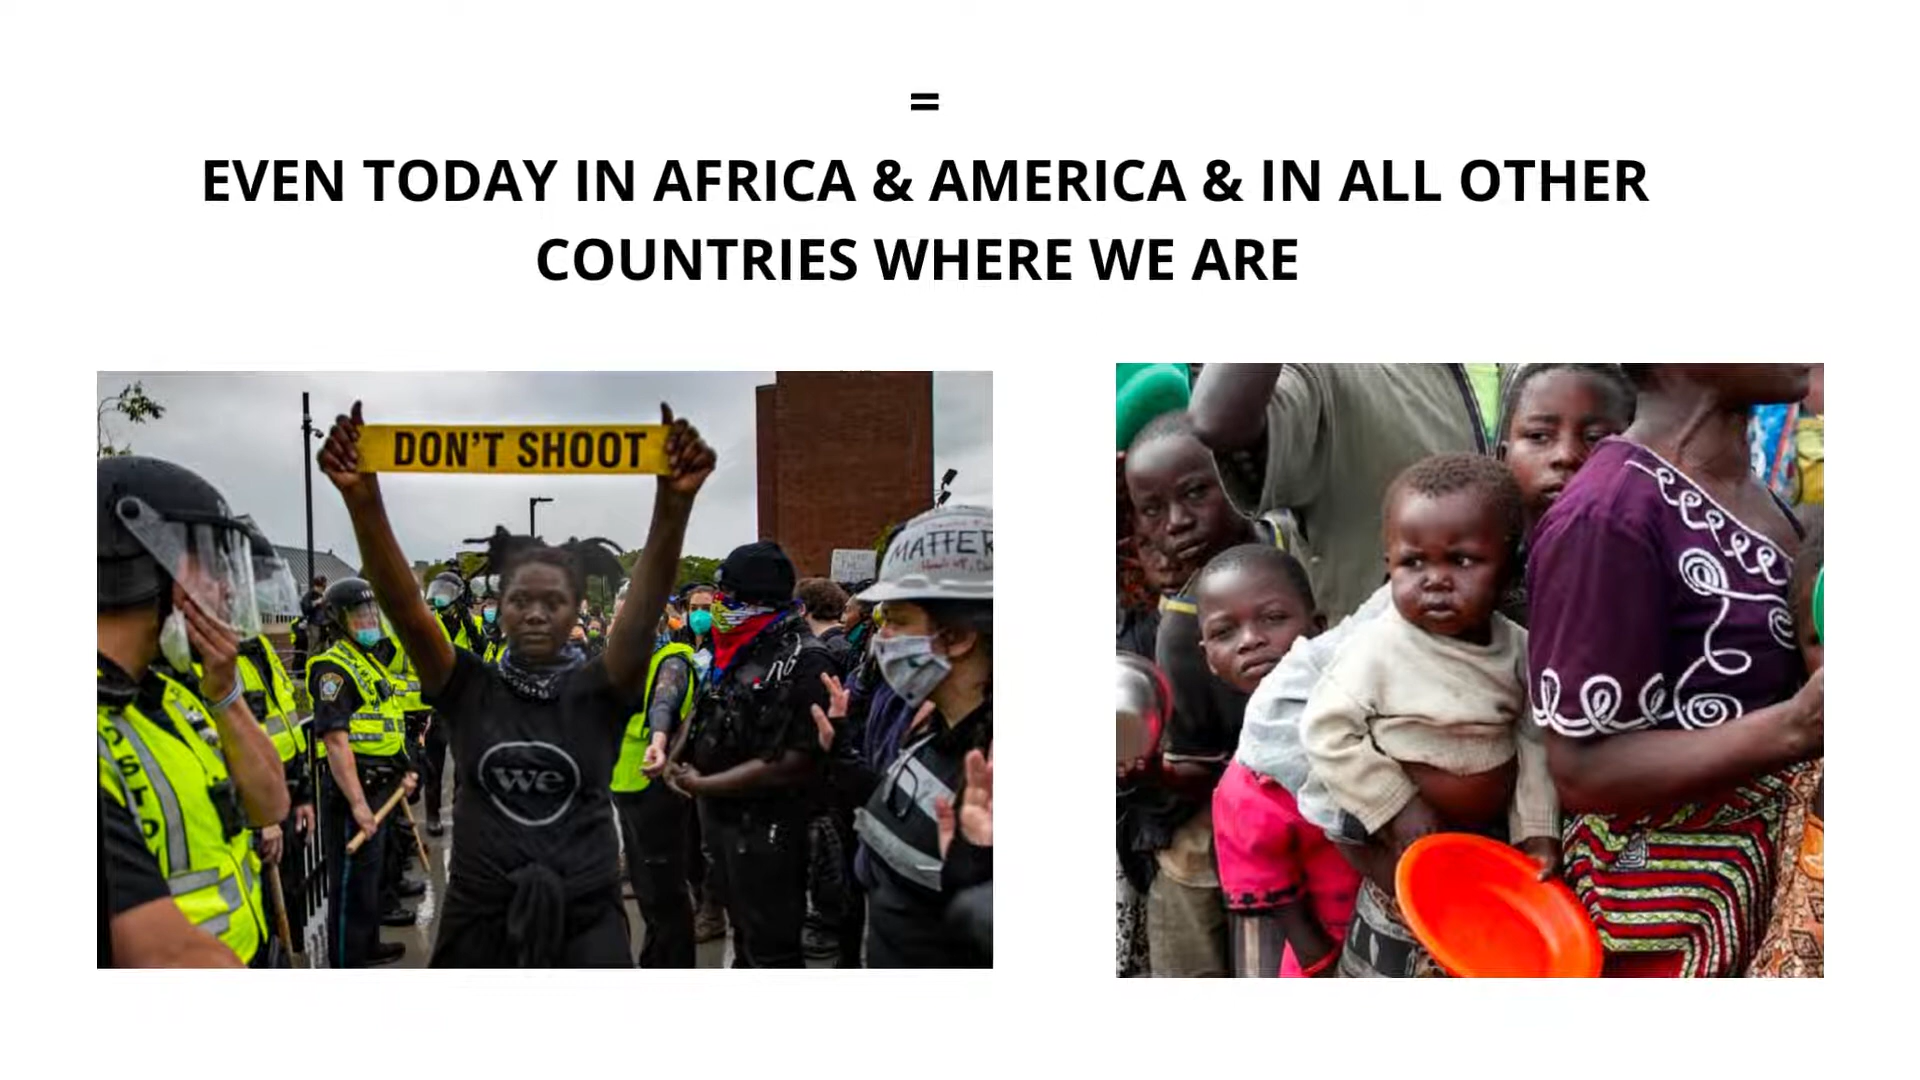 =
EVEN TODAY IN AFRICA & AMERICA & IN ALL OTHER
COUNTRIES WHERE WE ARE
DON'T SHOOT
MATTER
we